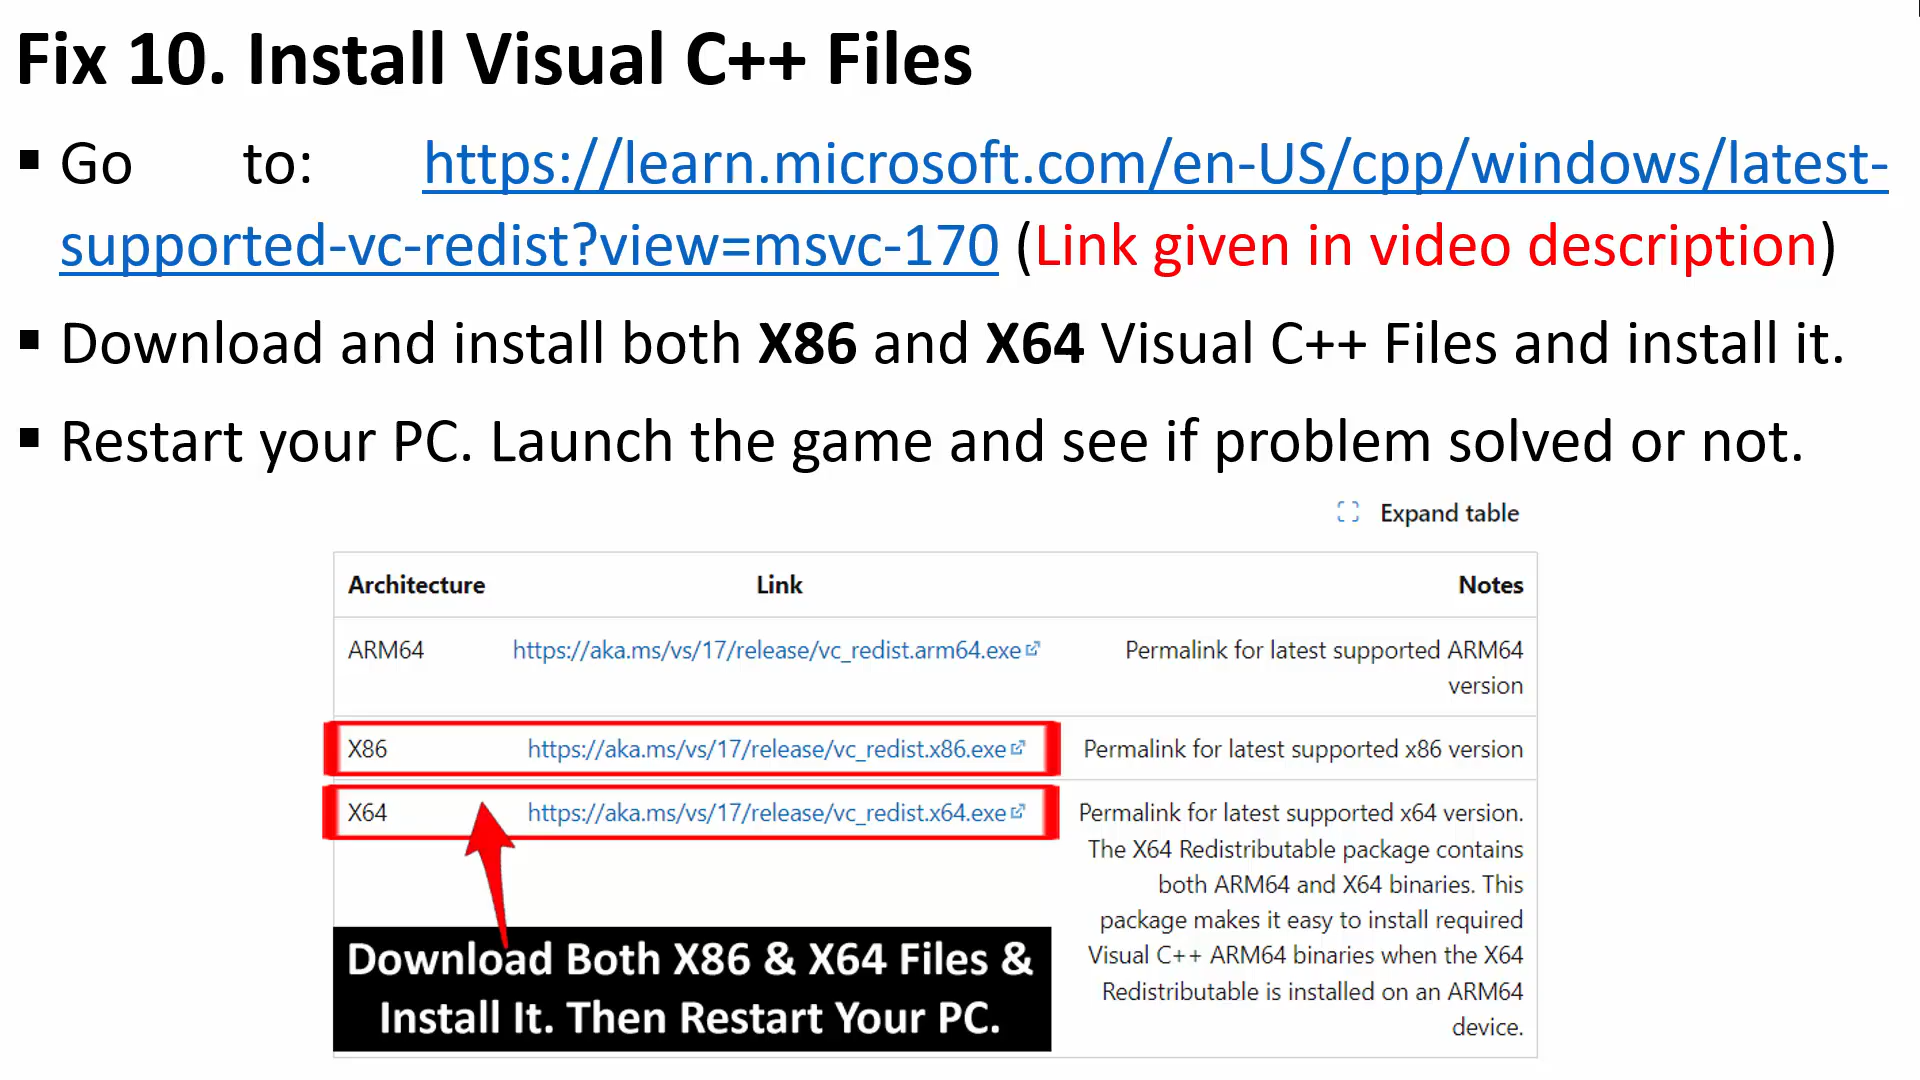 Fix 10. Install Visual C++ Files
▪ Go to: https://learn.microsoft.com/en-US/cpp/windows/latest-
supported-vc-redist?view=msvc-170 (Link given in video description)
▪ Download and install both X86 and X64 Visual C++ Files and install it.
▪ Restart your PC. Launch the game and see if problem solved or not.
Expand table
Architecture Link Notes
ARM64 https://aka.ms/vs/17/release/vc_redist.arm64.exe Permalink for latest supported ARM64
version
X86 https://aka.ms/vs/17/release/vc_redist.x86.exe Permalink for latest supported x86 version
X64 https://aka.ms/vs/17/release/vc_redist.x64.exe Permalink for latest supported x64 version.
The X64 Redistributable package contains
both ARM64 and X64 binaries. This
package makes it easy to install required
Visual C++ ARM64 binaries when the X64
Redistributable is installed on an ARM64
device.
Download Both X86 & X64 Files &
Install It. Then Restart Your PC.